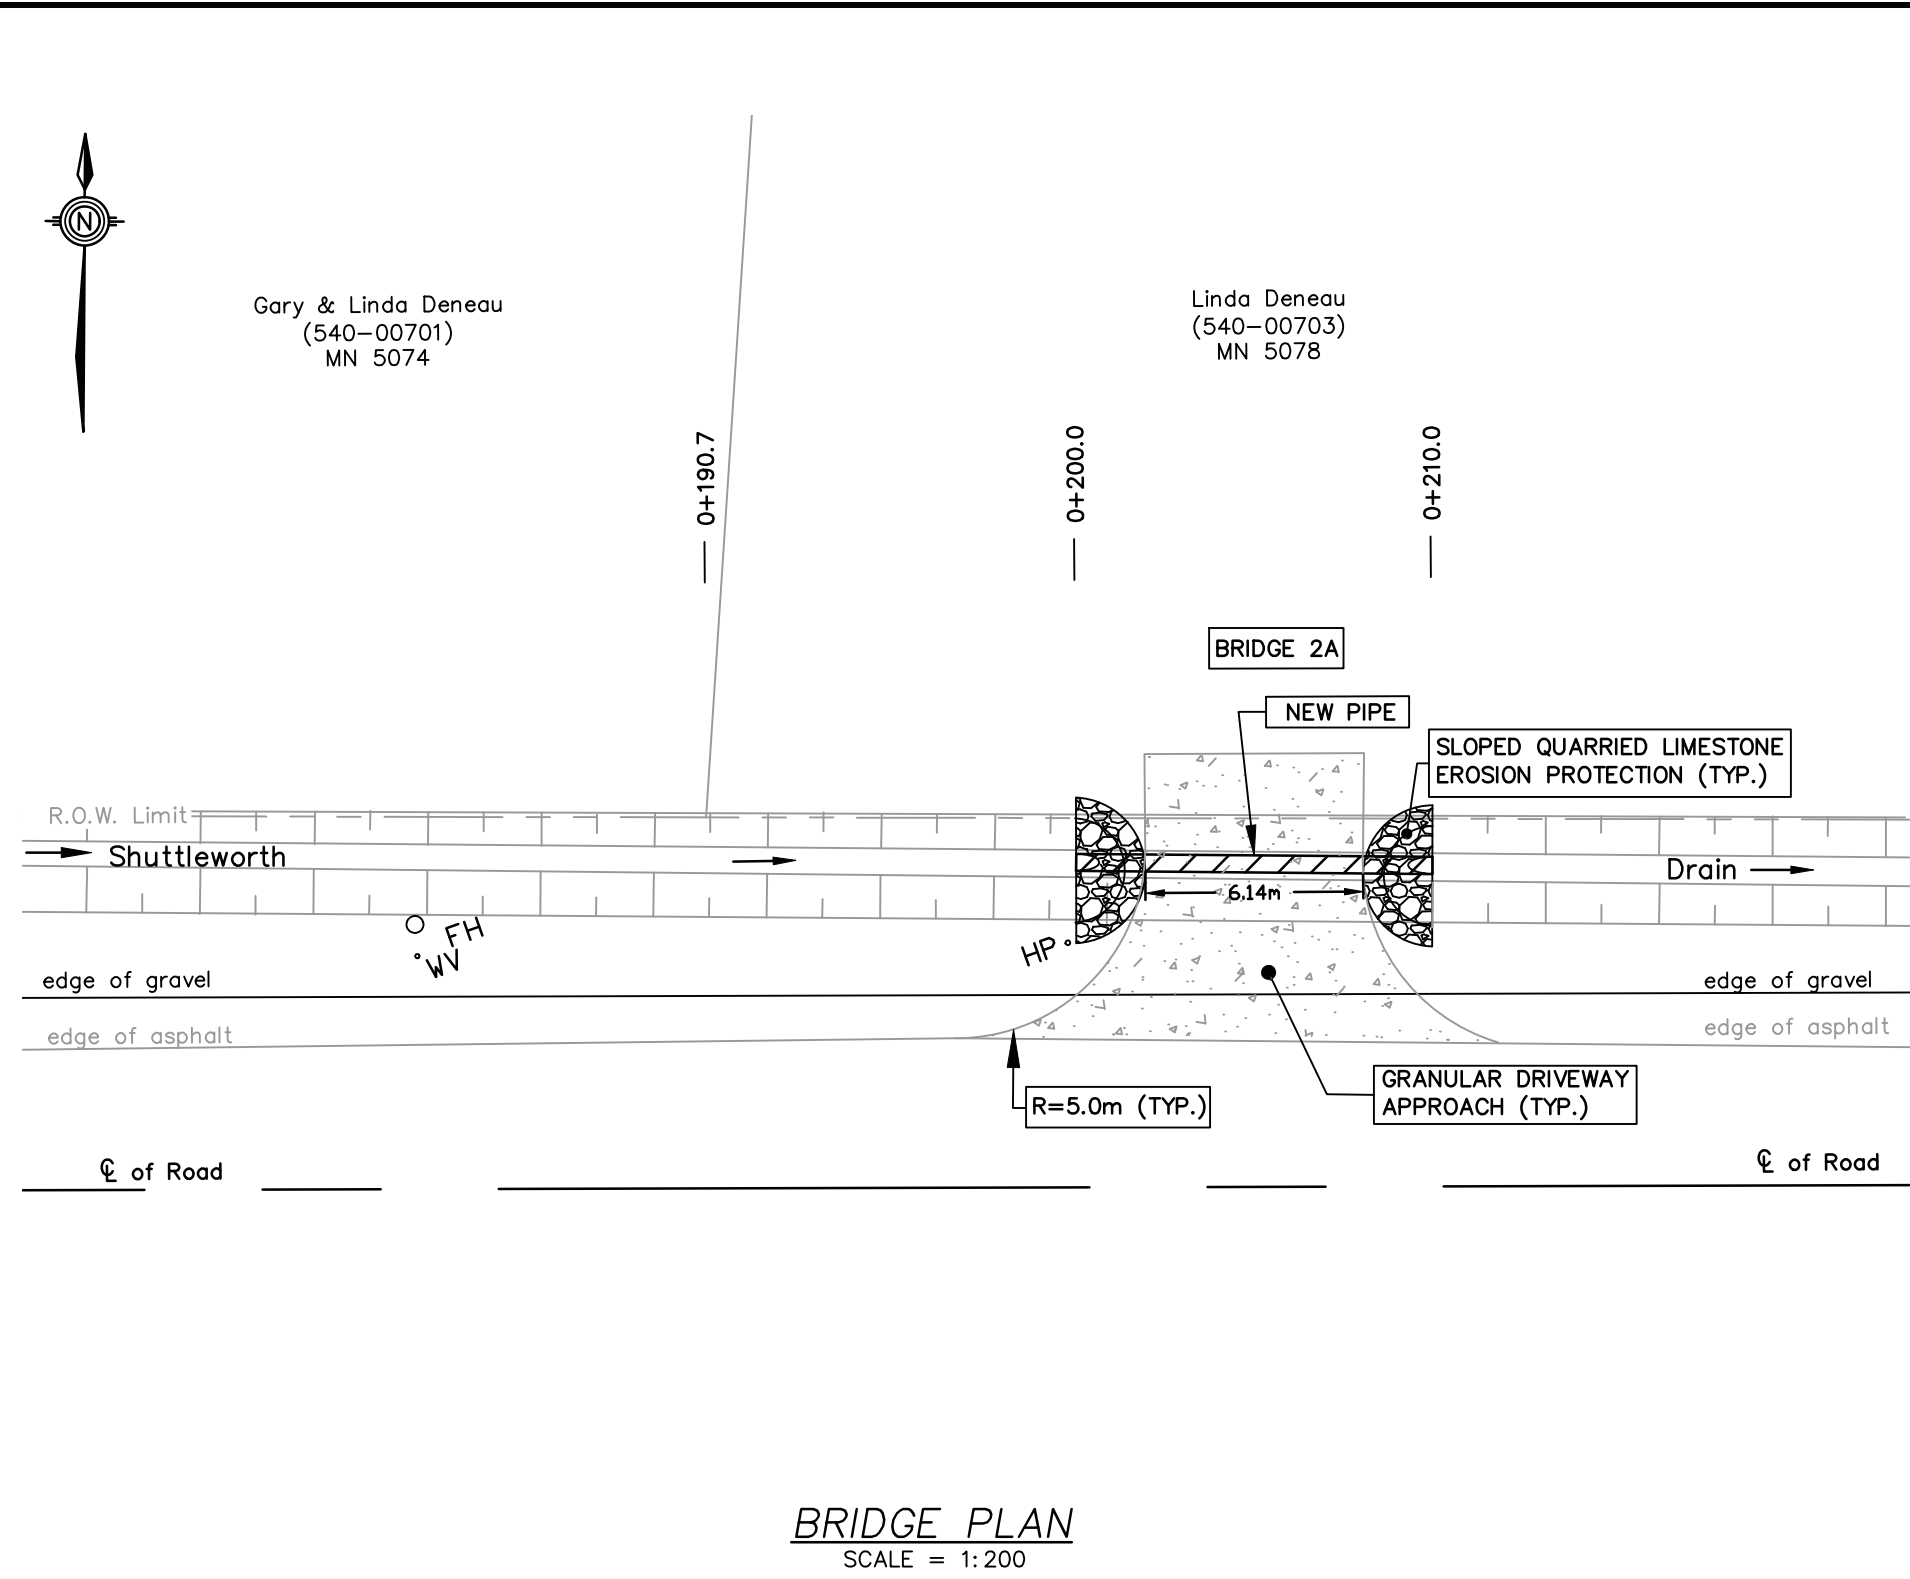 N
Gary & Linda Deneau
(540-00701)
MN 5074
Linda Deneau
(540-00703)
MN 5078
0+190.7
0+200.0
0+210.0
BRIDGE 2A
NEW PIPE
SLOPED QUARRIED LIMESTONE
EROSION PROTECTION (TYP.)
R.O.W. Limit
Shuttleworth
Drain
6.14m
FH
WV
HP
edge of gravel
edge of gravel
edge of asphalt
edge of asphalt
GRANULAR DRIVEWAY
APPROACH (TYP.)
R=5.0m (TYP.)
℄ of Road
℄ of Road
BRIDGE PLAN
SCALE = 1:200